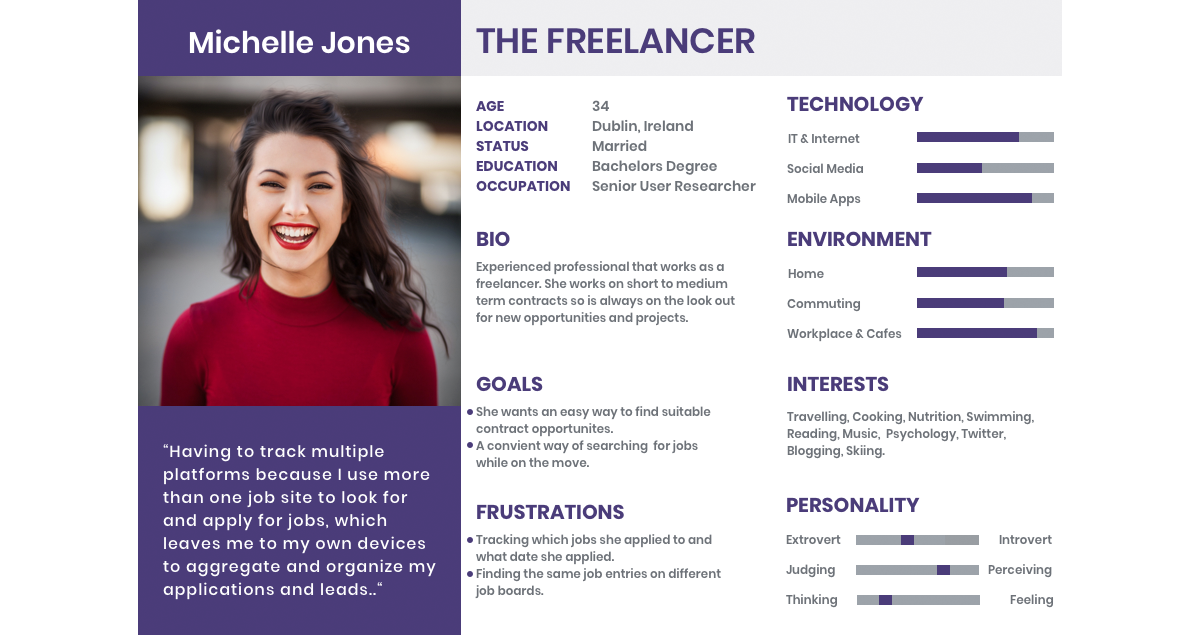 Michelle Jones
THE FREELANCER
AGE 34
LOCATION Dublin, Ireland
STATUS Married
EDUCATION Bachelors Degree
OCCUPATION Senior User Researcher
BIO
Experienced professional that works as a
freelancer. She works on short to medium
term contracts so is always on the look out
for new opportunities and projects.
GOALS
• She wants an easy way to find suitable
contract opportunites.
• A convient way of searching  for jobs
while on the move.
FRUSTRATIONS
• Tracking which jobs she applied to and
what date she applied.
• Finding the same job entries on different
job boards.
TECHNOLOGY
IT & Internet
Social Media
Mobile Apps
ENVIRONMENT
Home
Commuting
Workplace & Cafes
INTERESTS
Travelling, Cooking, Nutrition, Swimming,
Reading, Music,  Psychology, Twitter,
Blogging, Skiing.
PERSONALITY
Extrovert Introvert
Judging Perceiving
Thinking Feeling
“Having to track multiple
platforms because I use more
than one job site to look for
and apply for jobs, which
leaves me to my own devices
to aggregate and organize my
applications and leads..“